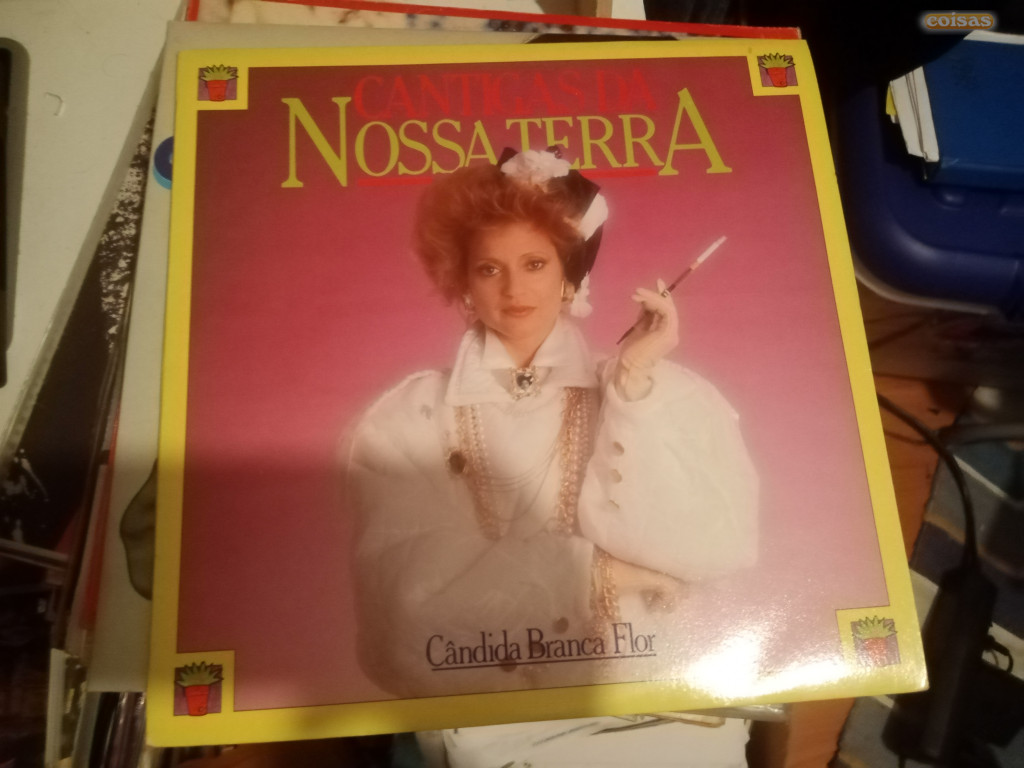 coisas
CANTIGAS DA
NOSSA TERRA
Cândida Branca Flor